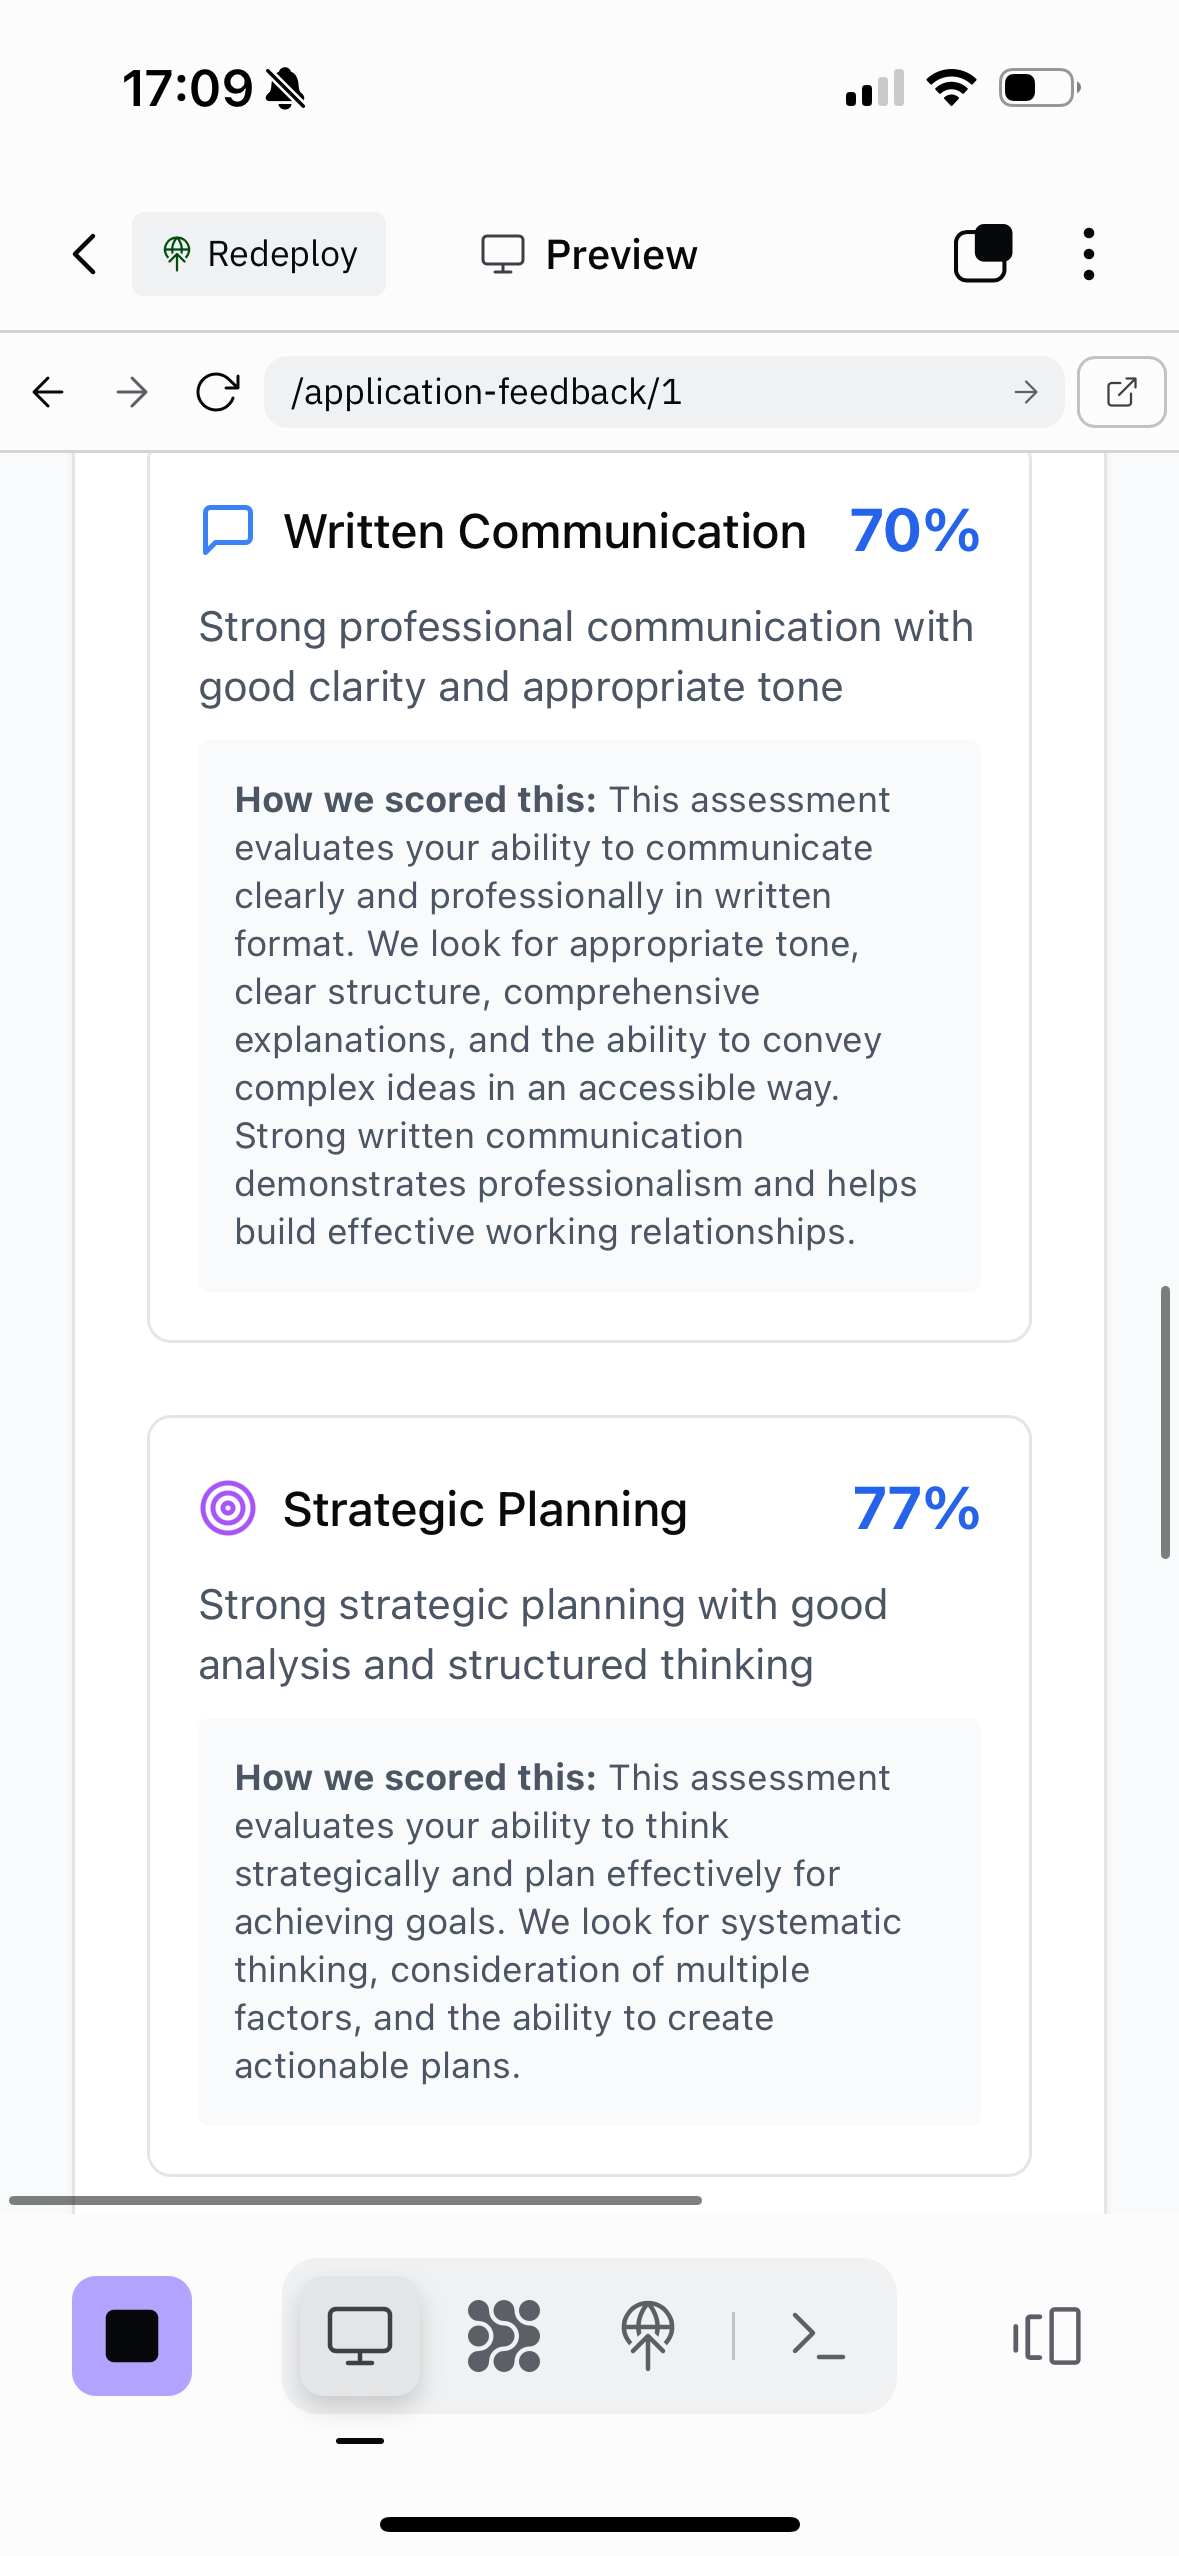 17:09
Redeploy
Preview
/application-feedback/1
Written Communication 70%
Strong professional communication with
good clarity and appropriate tone
How we scored this: This assessment
evaluates your ability to communicate
clearly and professionally in written
format. We look for appropriate tone,
clear structure, comprehensive
explanations, and the ability to convey
complex ideas in an accessible way.
Strong written communication
demonstrates professionalism and helps
build effective working relationships.
Strategic Planning 77%
Strong strategic planning with good
analysis and structured thinking
How we scored this: This assessment
evaluates your ability to think
strategically and plan effectively for
achieving goals. We look for systematic
thinking, consideration of multiple
factors, and the ability to create
actionable plans.